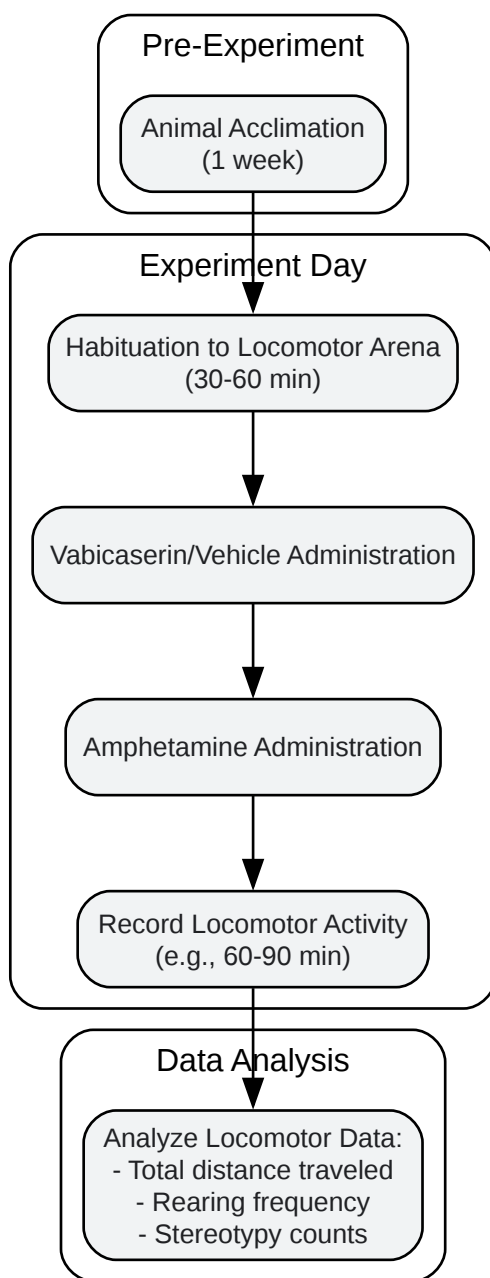 Pre-Experiment
Animal Acclimation
(1 week)
Experiment Day
Habituation to Locomotor Arena
(30-60 min)
Vabicaserin/Vehicle Administration
Amphetamine Administration
Record Locomotor Activity
(e.g., 60-90 min)
Data Analysis
Analyze Locomotor Data:
- Total distance traveled
- Rearing frequency
- Stereotypy counts